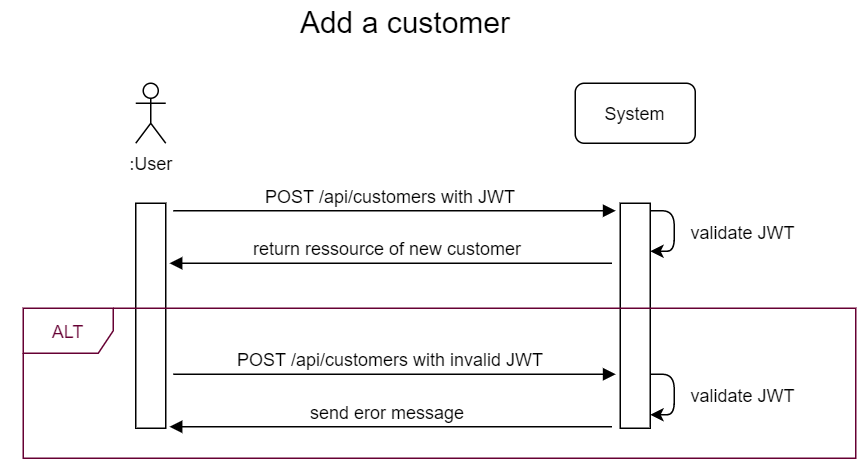 Add a customer
System
:User
POST /api/customers with JWT
validate JWT
return ressource of new customer
ALT
POST /api/customers with invalid JWT
validate JWT
send eror message